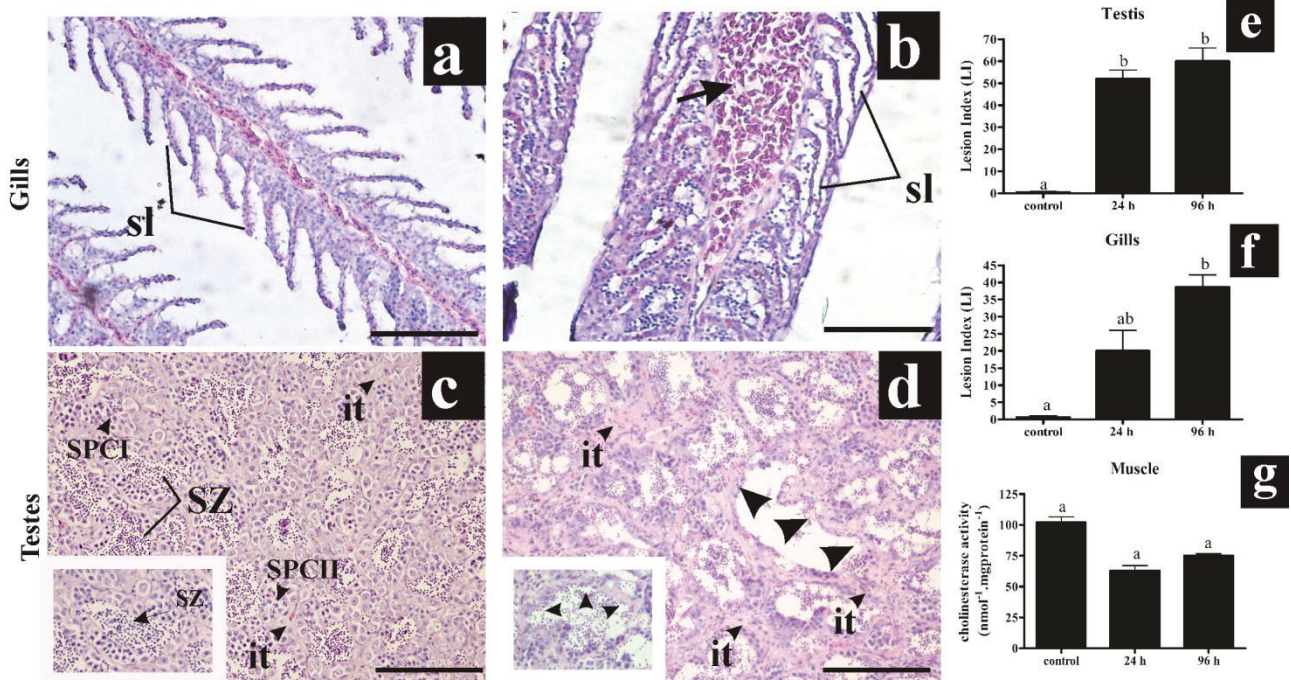 Gills
a
sl
b
sl
Testes
c
it
SPCI
SZ
SPCII
it
SZ
d
it
it
it
e
Testis
Lesion Index (LI)
70
60
50
40
30
20
10
0
a
b
b
control 24 h 96 h
f
Gills
Lesion Index (LI)
45
40
35
30
25
20
15
10
5
0
a
ab
b
control 24 h 96 h
g
Muscle
cholinesterase activity
(nmol⁻¹.mgprotein⁻¹)
125
100
75
50
25
0
a
a
a
control 24 h 96 h